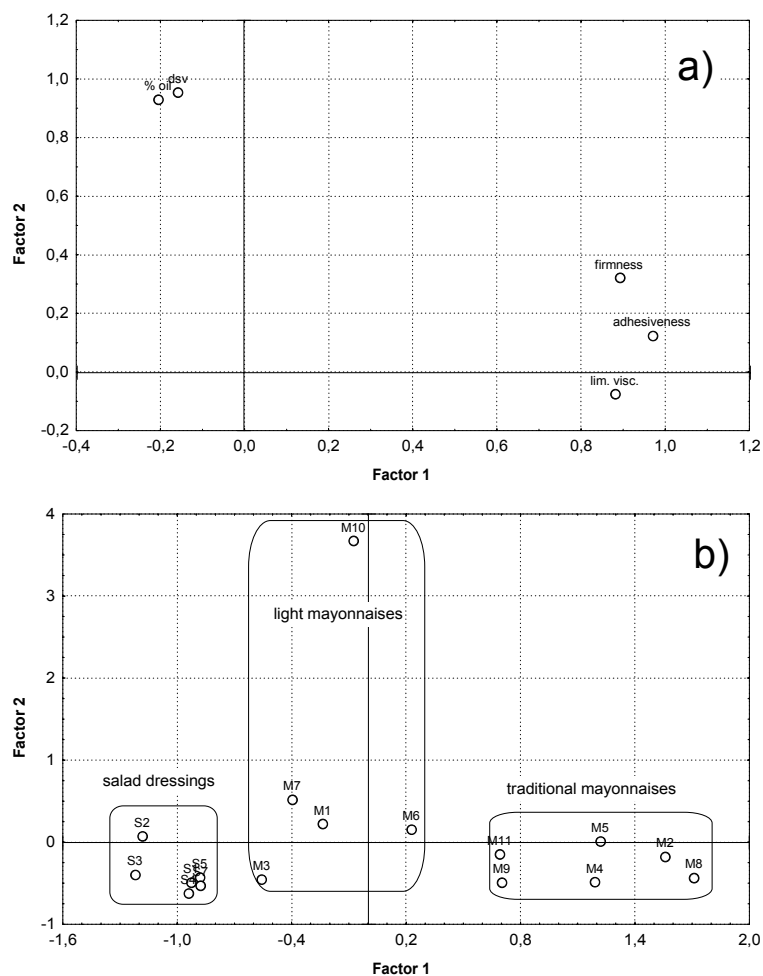 1,2
1,0
0,8
0,6
0,4
0,2
0,0
-0,2
Factor 2
a)
% oil
dsv
firmness
adhesiveness
lim. visc.
-0,4 -0,2 0,0 0,2 0,4 0,6 0,8 1,0 1,2
Factor 1
4
3
2
1
0
-1
Factor 2
b)
M10
light mayonnaises
salad dressings
traditional mayonnaises
M7
M1
M6
M3
S2
S3
S5
M11
M5
M2
M9
M4
M8
-1,6 -1,0 -0,4 0,2 0,8 1,4 2,0
Factor 1